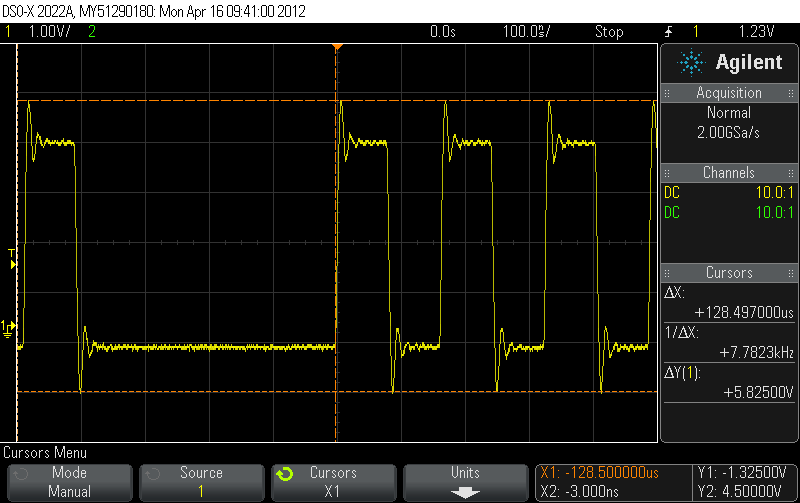 DSO-X 2022A, MY51290180: Mon Apr 16 09:41:00 2012
1 1.00V/ 2 0.0s 100.0ns/ Stop 1 1.23V
Agilent
Acquisition
Normal
2.00GSa/s
Channels
DC 10.0:1
DC 10.0:1
Cursors
ΔX:
+128.497000us
1/ΔX:
+7.7823kHz
ΔY(1):
+5.82500V
T
1
Cursors Menu
Mode
Manual
Source
1
Cursors
X1
Units
X1: -128.500000us
X2: -3.000ns
Y1: -1.32500V
Y2: 4.50000V